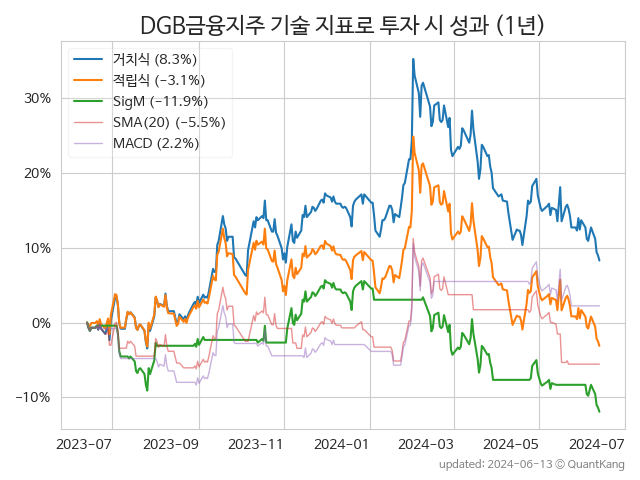 DGB금융지주 기술 지표로 투자 시 성과 (1년)
거치식 (8.3%)
적립식 (−3.1%)
SigM (−11.9%)
SMA(20) (−5.5%)
MACD (2.2%)
30%
20%
10%
0%
−10%
2023-07 2023-09 2023-11 2024-01 2024-03 2024-05 2024-07
updated: 2024-06-13 © QuantKang